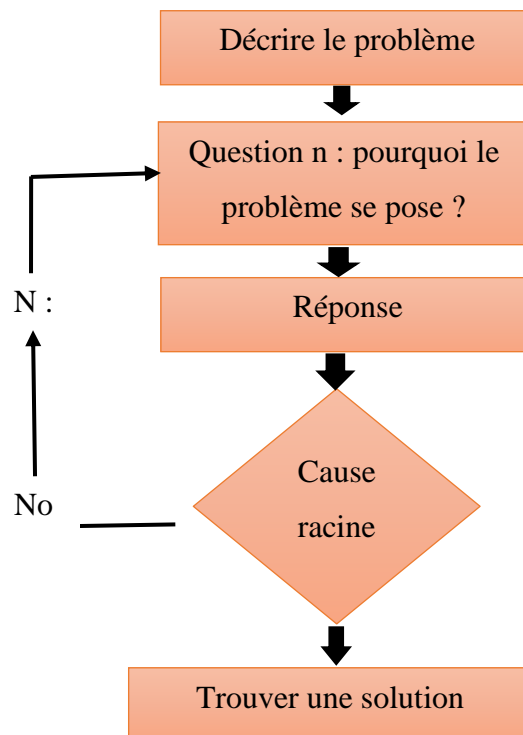 Décrire le problème
Question n : pourquoi le
problème se pose ?
N :
Réponse
Cause
racine
No
Trouver une solution